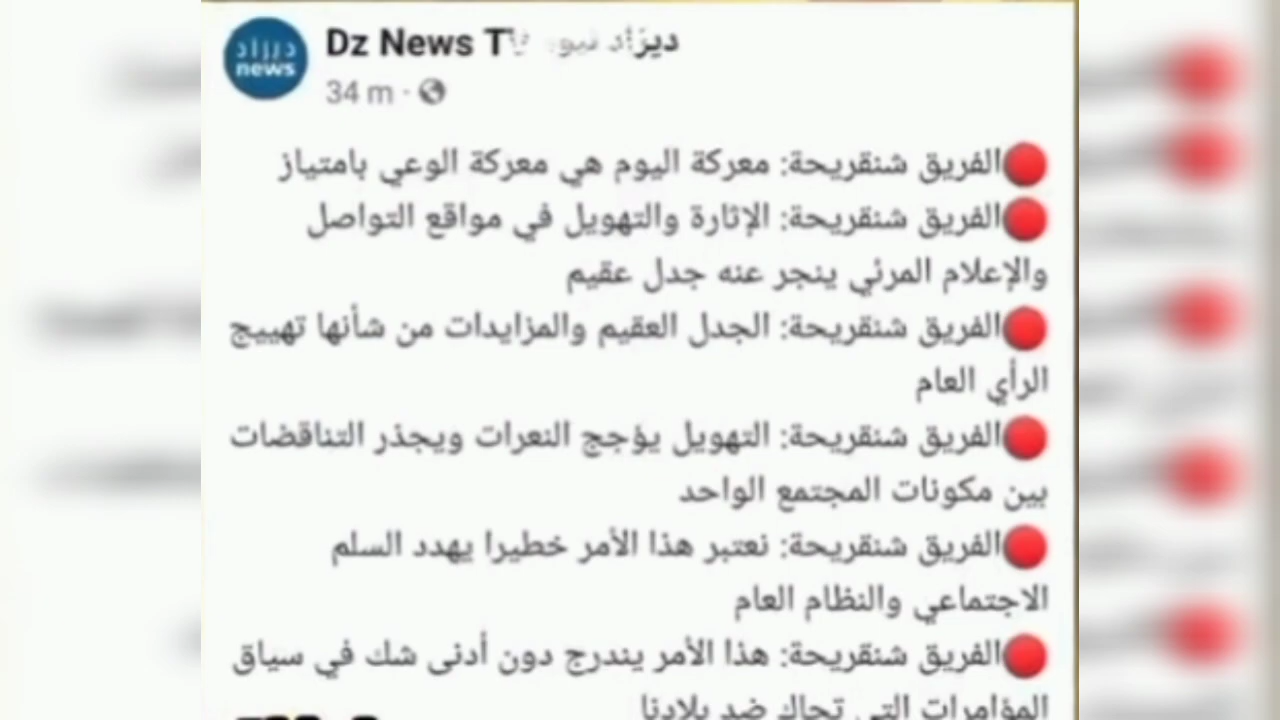 ديزاد
news
Dz News T ديزاد نيوز
34 m
الفريق شنقريحة: معركة اليوم هي معركة الوعي بامتياز
الفريق شنقريحة: الإثارة والتهويل في مواقع التواصل
والإعلام المرئي ينجر عنه جدل عقيم
الفريق شنقريحة: الجدل العقيم والمزايدات من شأنها تهييج
الرأي العام
الفريق شنقريحة: التهويل يؤجج النعرات ويجذر التناقضات
بين مكونات المجتمع الواحد
الفريق شنقريحة: نعتبر هذا الأمر خطيرا يهدد السلم
الاجتماعي والنظام العام
الفريق شنقريحة: هذا الأمر يندرج دون أدنى شك في سياق
المؤامرات التي تحاك ضد بلادنا